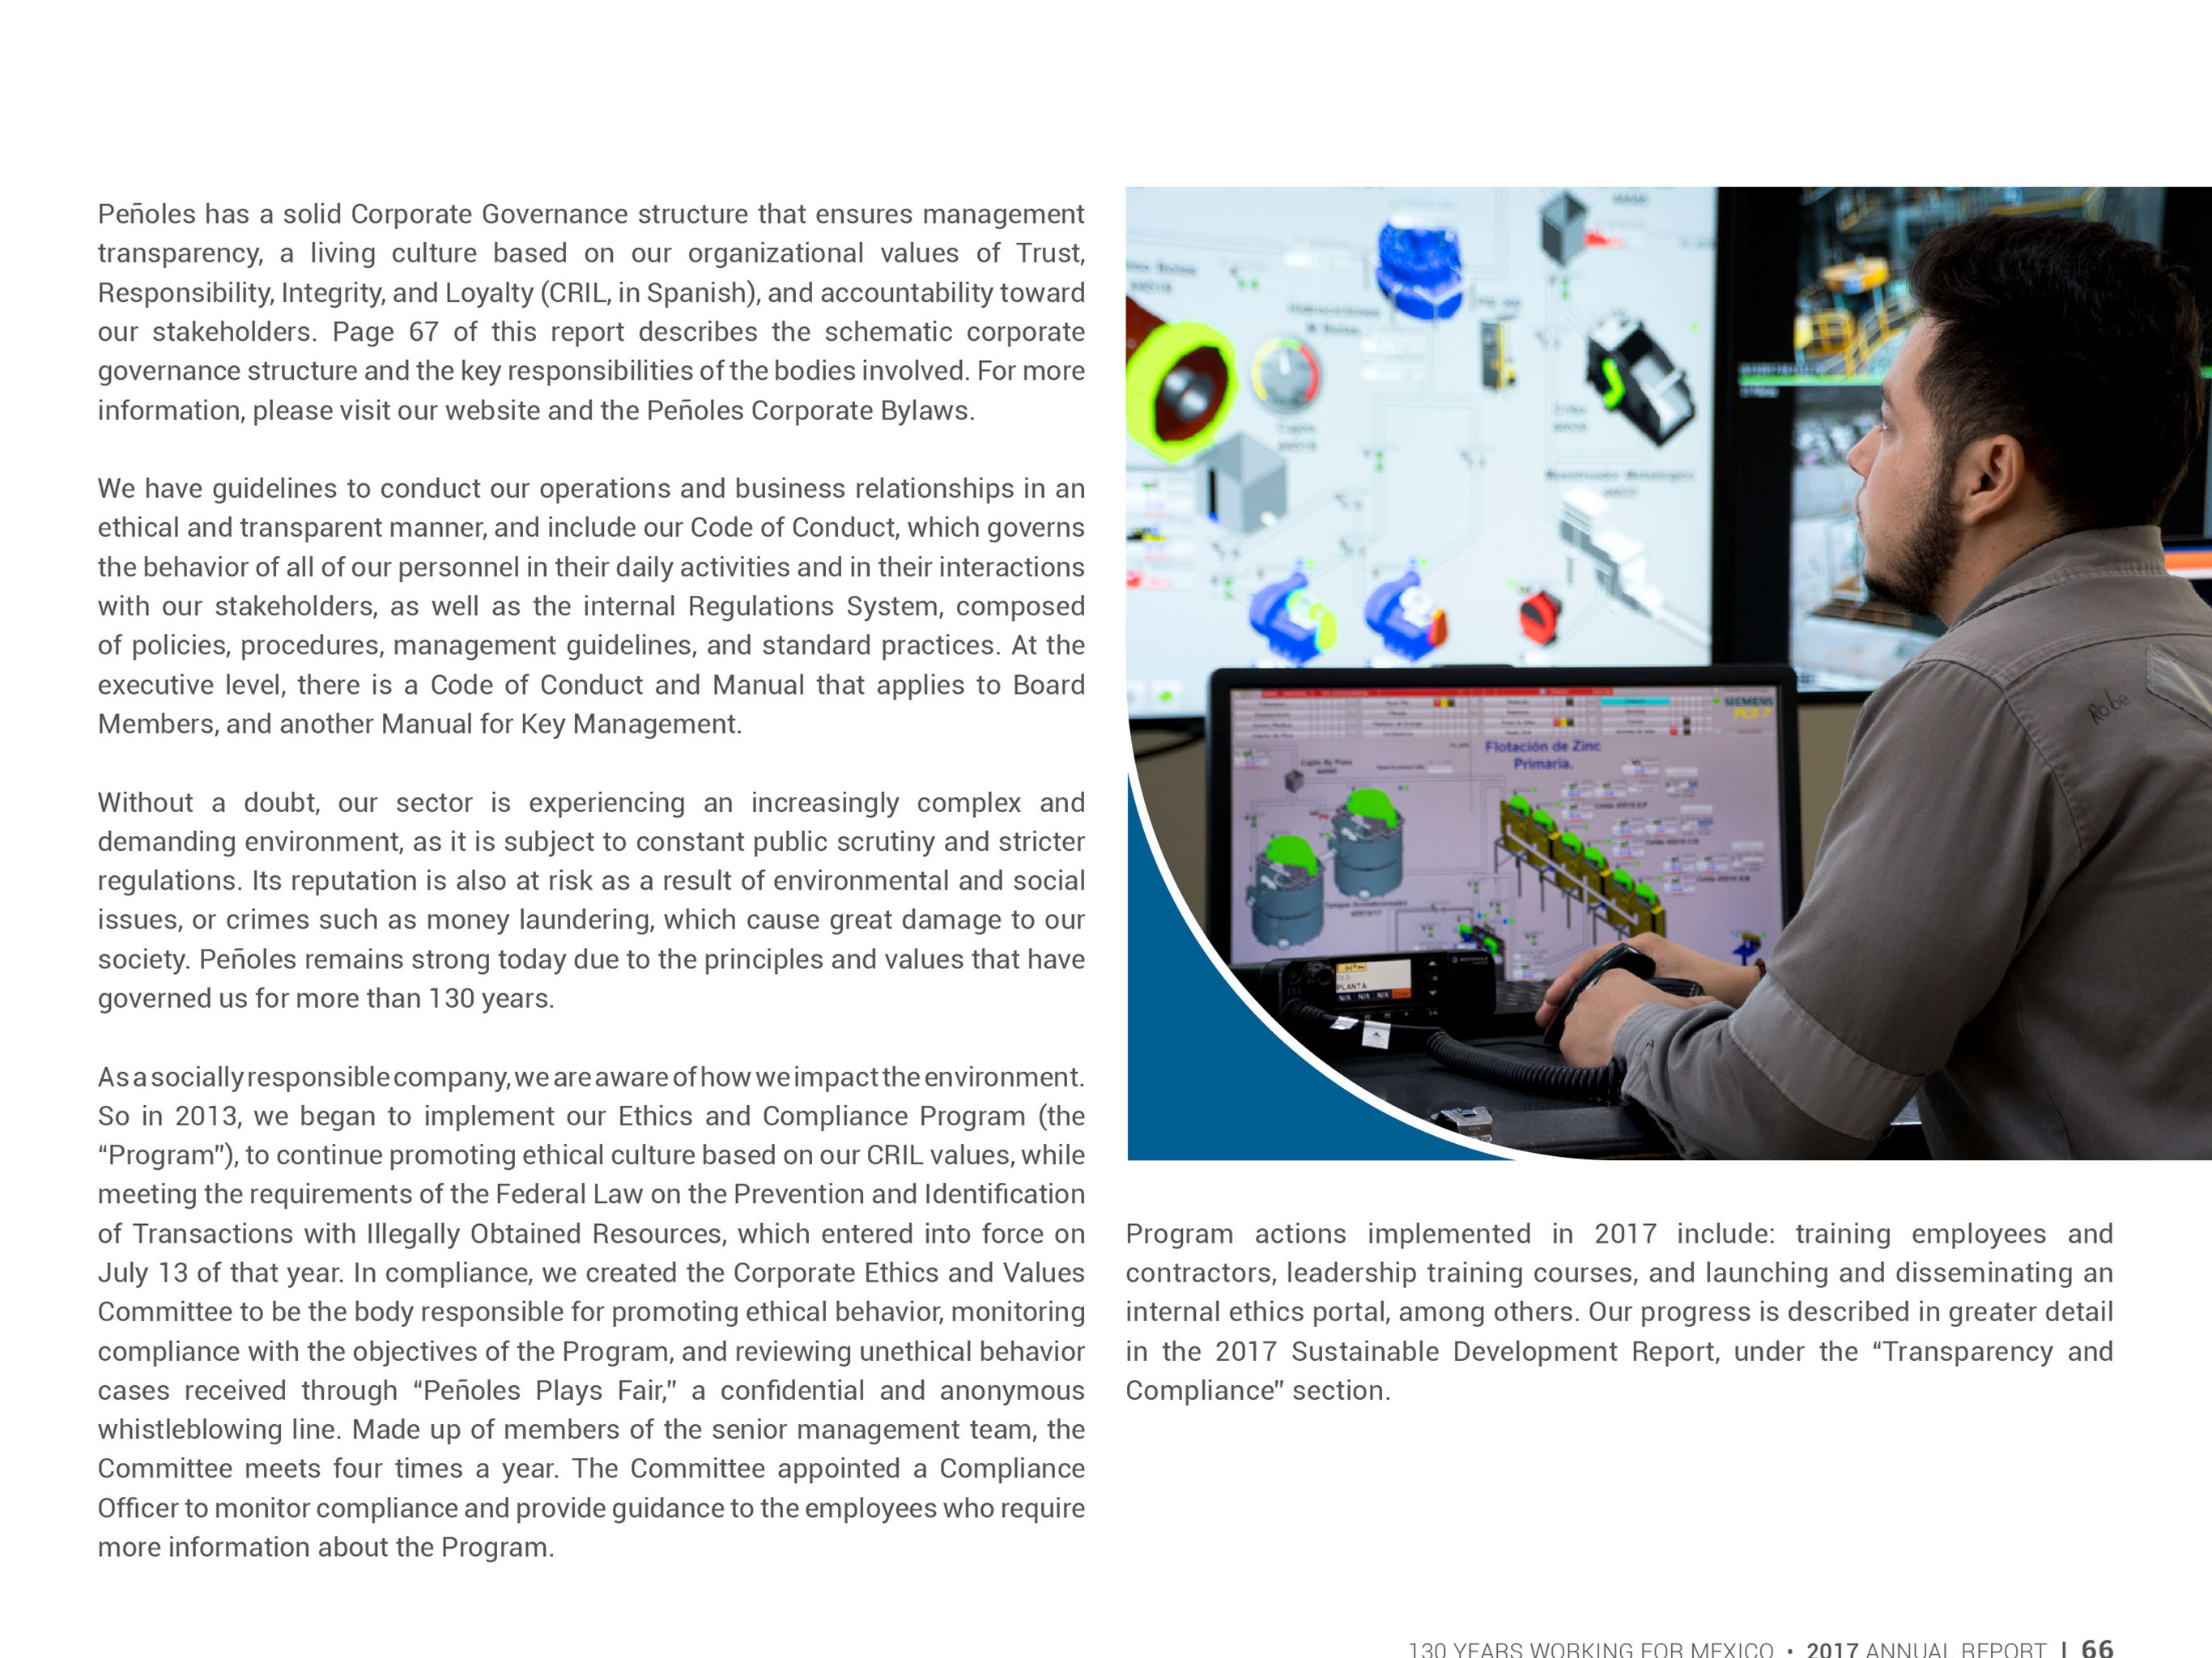 Peñoles has a solid Corporate Governance structure that ensures management
transparency, a living culture based on our organizational values of Trust,
Responsibility, Integrity, and Loyalty (CRIL, in Spanish), and accountability toward
our stakeholders. Page 67 of this report describes the schematic corporate
governance structure and the key responsibilities of the bodies involved. For more
information, please visit our website and the Peñoles Corporate Bylaws.
We have guidelines to conduct our operations and business relationships in an
ethical and transparent manner, and include our Code of Conduct, which governs
the behavior of all of our personnel in their daily activities and in their interactions
with our stakeholders, as well as the internal Regulations System, composed
of policies, procedures, management guidelines, and standard practices. At the
executive level, there is a Code of Conduct and Manual that applies to Board
Members, and another Manual for Key Management.
Without a doubt, our sector is experiencing an increasingly complex and
demanding environment, as it is subject to constant public scrutiny and stricter
regulations. Its reputation is also at risk as a result of environmental and social
issues, or crimes such as money laundering, which cause great damage to our
society. Peñoles remains strong today due to the principles and values that have
governed us for more than 130 years.
As a socially responsible company, we are aware of how we impact the environment.
So in 2013, we began to implement our Ethics and Compliance Program (the
“Program”), to continue promoting ethical culture based on our CRIL values, while
meeting the requirements of the Federal Law on the Prevention and Identification
of Transactions with Illegally Obtained Resources, which entered into force on
July 13 of that year. In compliance, we created the Corporate Ethics and Values
Committee to be the body responsible for promoting ethical behavior, monitoring
compliance with the objectives of the Program, and reviewing unethical behavior
cases received through “Peñoles Plays Fair,” a confidential and anonymous
whistleblowing line. Made up of members of the senior management team, the
Committee meets four times a year. The Committee appointed a Compliance
Officer to monitor compliance and provide guidance to the employees who require
more information about the Program.
SIEMENS
PCS 7
Flotación de Zinc
Primaria.
PLANTA
N/A N/A N/A
Robe
Program actions implemented in 2017 include: training employees and
contractors, leadership training courses, and launching and disseminating an
internal ethics portal, among others. Our progress is described in greater detail
in the 2017 Sustainable Development Report, under the “Transparency and
Compliance” section.
130 YEARS WORKING FOR MEXICO • 2017 ANNUAL REPORT | 66